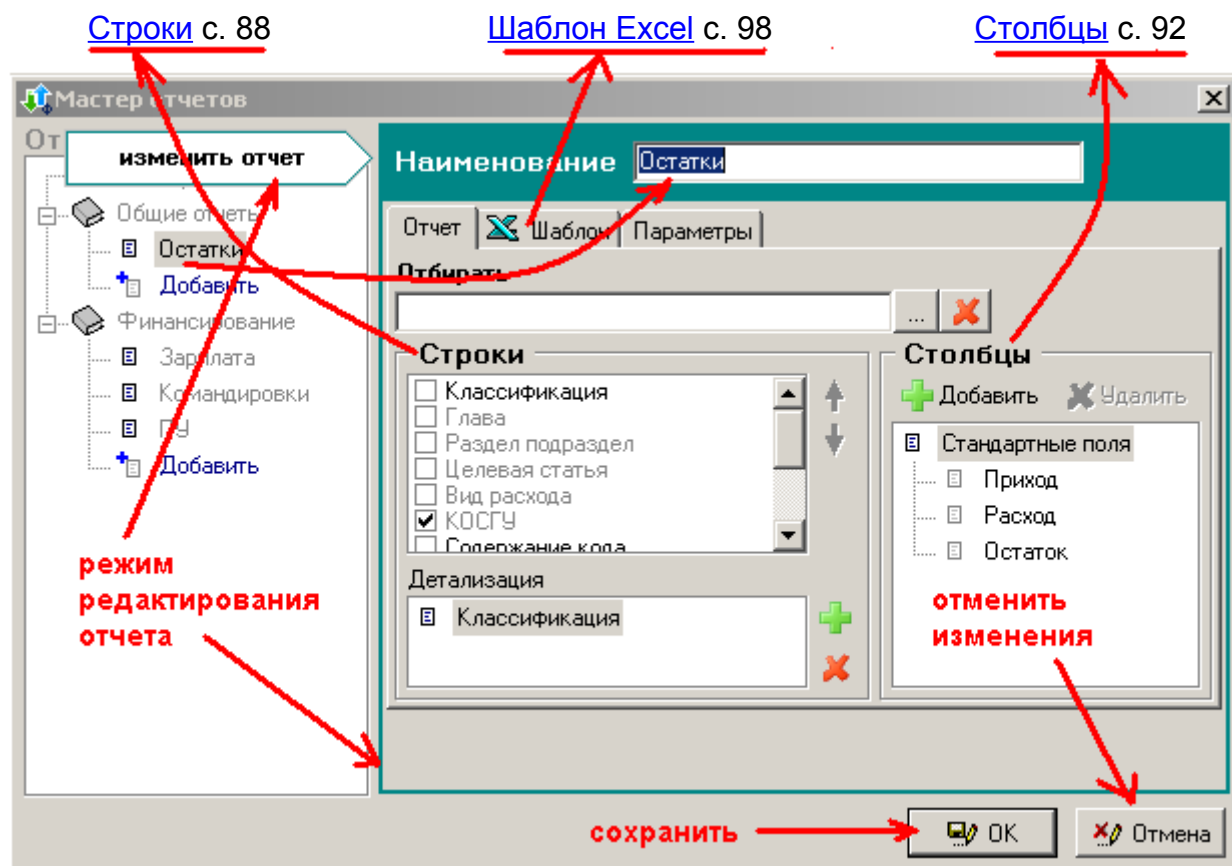 Строки с. 88
Шаблон Excel с. 98
Столбцы с. 92
Мастер отчетов
От
изменить отчет
Общие отчеты
Остатки
Добавить
Финансирование
Зарплата
Командировки
ПУ
Добавить
режим
редактирования
отчета
Наименование Остатки
Отчет Шаблон Параметры
Отбирать
...
Строки
Классификация
Глава
Раздел подраздел
Целевая статья
Вид расхода
КОСГУ
Содержание кода
Детализация
Классификация
Столбцы
Добавить Удалить
Стандартные поля
Приход
Расход
Остаток
отменить
изменения
сохранить
OK
Отмена